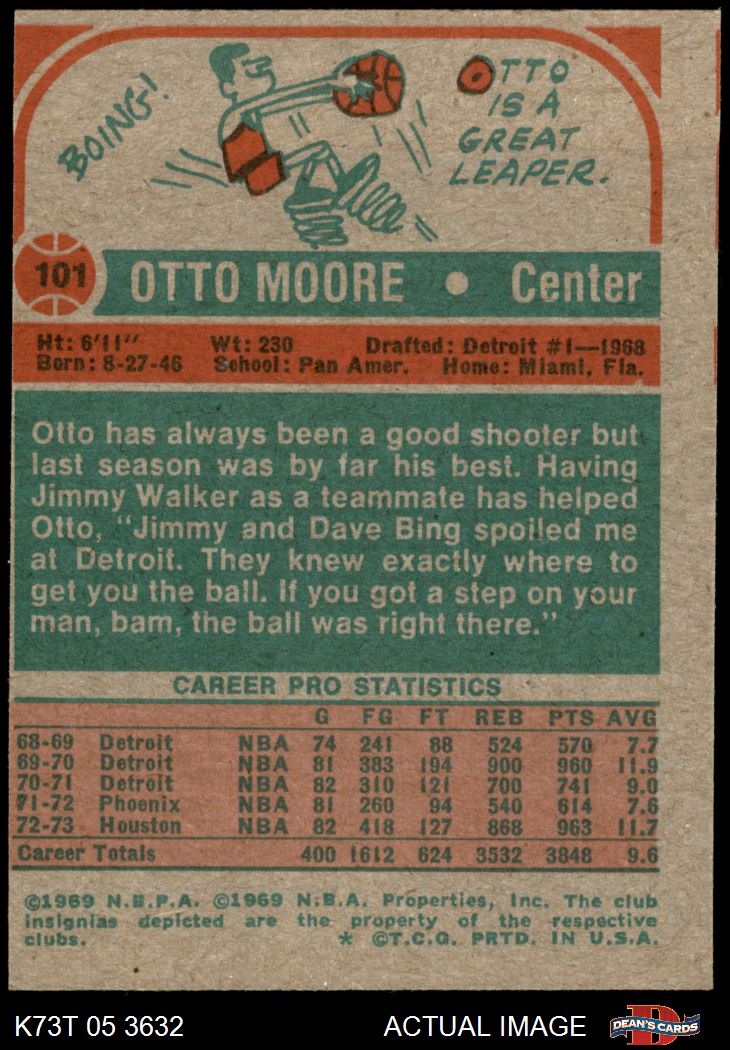 BOING!
OTTO
IS A
GREAT
LEAPER.
101 OTTO MOORE • Center
Ht: 6'11" Wt: 230 Drafted: Detroit #1—1968
Born: 8-27-46 School: Pan Amer. Home: Miami, Fla.
Otto has always been a good shooter but
last season was by far his best. Having
Jimmy Walker as a teammate has helped
Otto, "Jimmy and Dave Bing spoiled me
at Detroit. They knew exactly where to
get you the ball. If you got a step on your
man, bam, the ball was right there."
CAREER PRO STATISTICS
G FG FT REB PTS AVG
68-69 Detroit NBA 74 241 88 524 570 7.7
69-70 Detroit NBA 81 383 194 900 960 11.9
70-71 Detroit NBA 82 310 121 700 741 9.0
71-72 Phoenix NBA 81 260 94 540 614 7.6
72-73 Houston NBA 82 418 127 868 963 11.7
Career Totals 400 1612 624 3532 3848 9.6
©1969 N.B.P.A. ©1969 N.B.A. Properties, Inc. The club
insignias depicted are the property of the respective
clubs. * ©T.C.G. PRTD. IN U.S.A.
K73T 05 3632 ACTUAL IMAGE DEAN'S CARDS